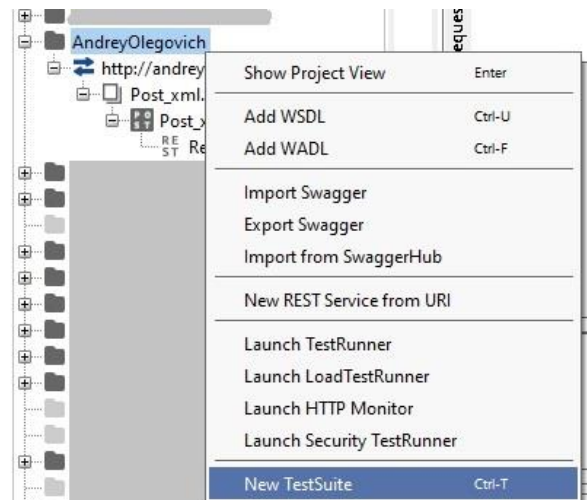 eques
AndreyOlegovich
http://andrey
Post_xml.
Post_x
REST Re
Show Project View Enter
Add WSDL Ctrl-U
Add WADL Ctrl-F
Import Swagger
Export Swagger
Import from SwaggerHub
New REST Service from URI
Launch TestRunner
Launch LoadTestRunner
Launch HTTP Monitor
Launch Security TestRunner
New TestSuite Ctrl-T